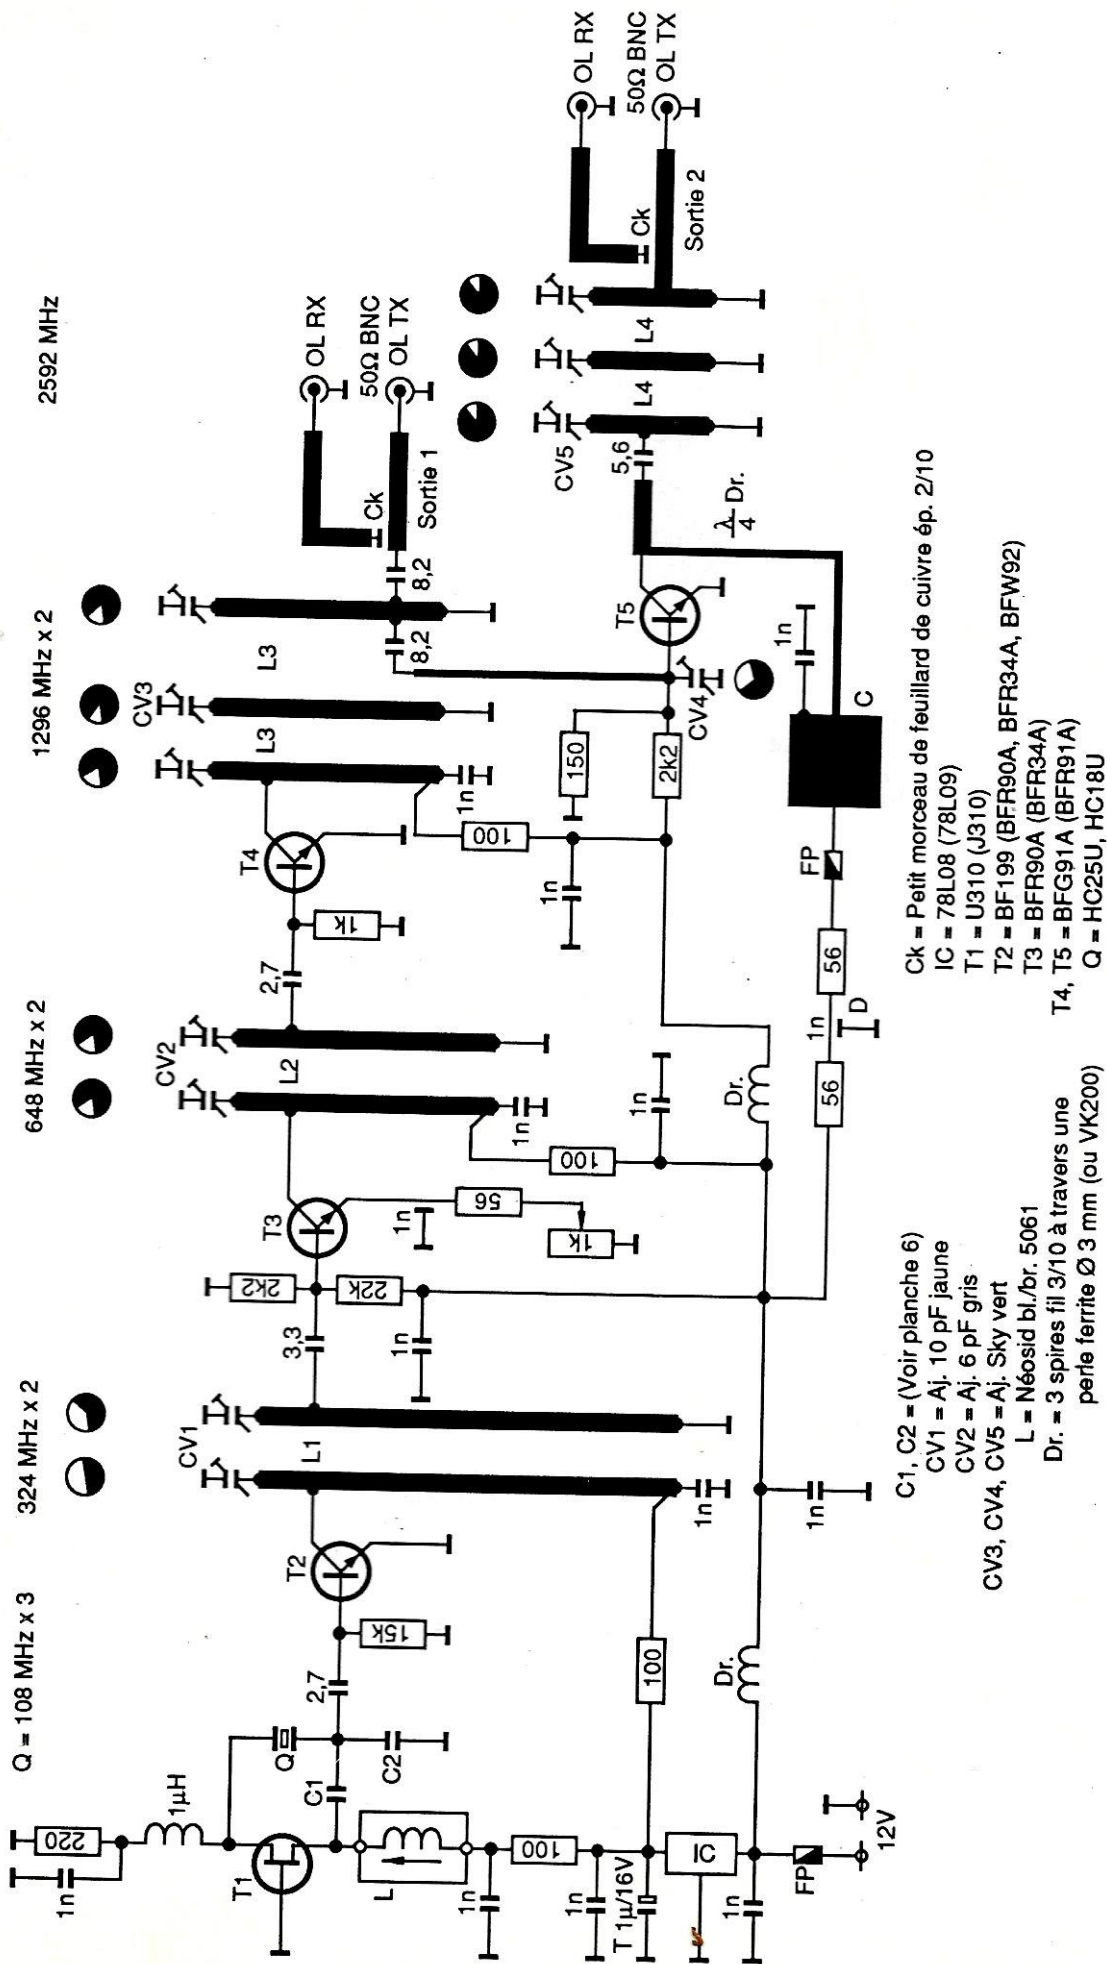 Q = 108 MHz x 3
324 MHz x 2
648 MHz x 2
1296 MHz x 2
2592 MHz
1n
220
1µH
T1
Q
C1
C2
L
1n
100
1n
T 1µ/16V
IC
1n
FP
12V
2,7
15k
T2
CV1
L1
1n
100
Dr.
1n
3,3
2k2
22k
1n
T3
1n
56
1k
CV2
L2
1n
100
1n
Dr.
2,7
1k
T4
CV3
L3
L3
1n
100
1n
8,2
8,2
Ck
Sortie 1
OL RX
50Ω BNC
OL TX
150
2k2
CV4
T5
λ/4 Dr.
5,6
CV5
L4
L4
Ck
Sortie 2
OL RX
50Ω BNC
OL TX
56
1n
D
56
FP
C
1n
C1, C2 = (Voir planche 6)
CV1 = Aj. 10 pF jaune
CV2 = Aj. 6 pF gris
CV3, CV4, CV5 = Aj. Sky vert
L = Néosid bl./br. 5061
Dr. = 3 spires fil 3/10 à travers une
perle ferrite Ø 3 mm (ou VK200)
Ck = Petit morceau de feuillard de cuivre ép. 2/10
IC = 78L08 (78L09)
T1 = U310 (J310)
T2 = BF199 (BFR90A, BFR34A, BFW92)
T3 = BFR90A (BFR34A)
T4, T5 = BFG91A (BFR91A)
Q = HC25U, HC18U